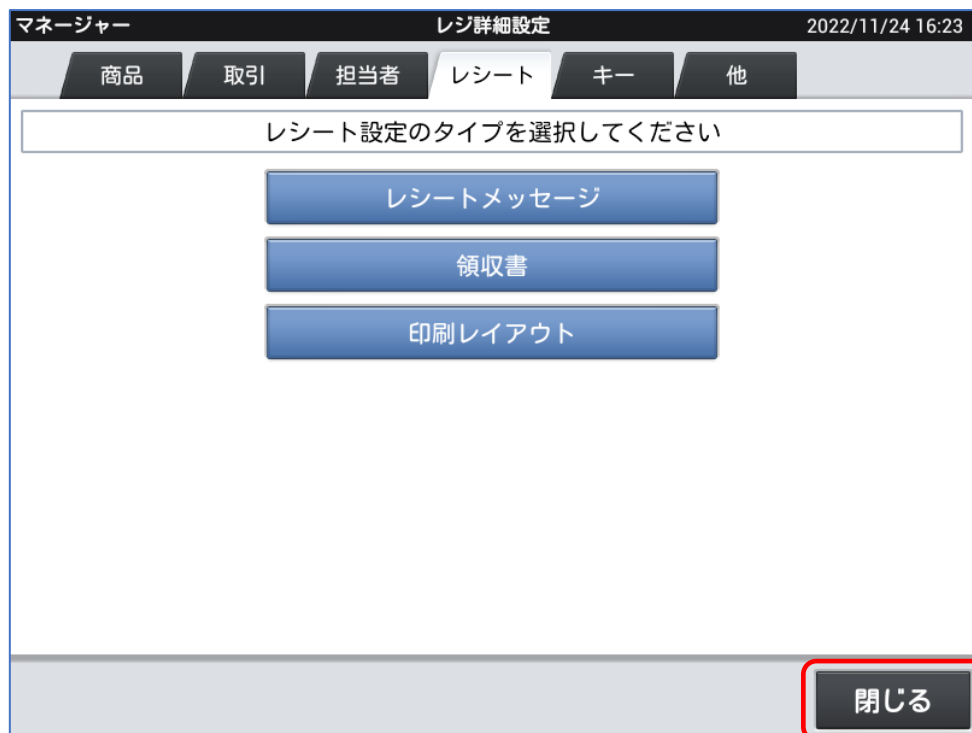 マネージャー レジ詳細設定 2022/11/24 16:23
商品 取引 担当者 レシート キー 他
レシート設定のタイプを選択してください
レシートメッセージ
領収書
印刷レイアウト
閉じる